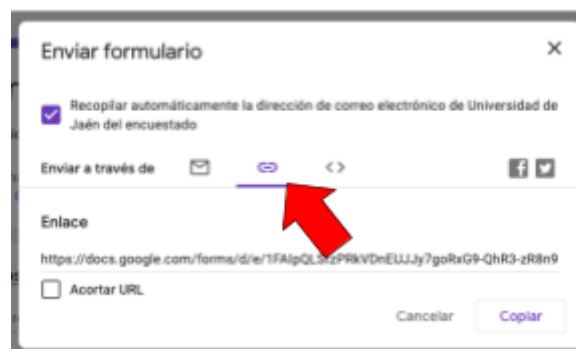 Enviar formulario
Recopilar automáticamente la dirección de correo electrónico de Universidad de
Jaén del encuestado
Enviar a través de
Enlace
Acortar URL
Cancelar Copiar